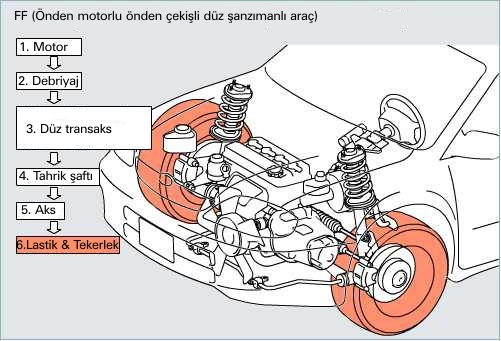 FF (Önden motorlu önden çekişli düz şanzımanlı araç)
1. Motor
2. Debriyaj
3. Düz transaks
4. Tahrik şaftı
5. Aks
6.Lastik & Tekerlek